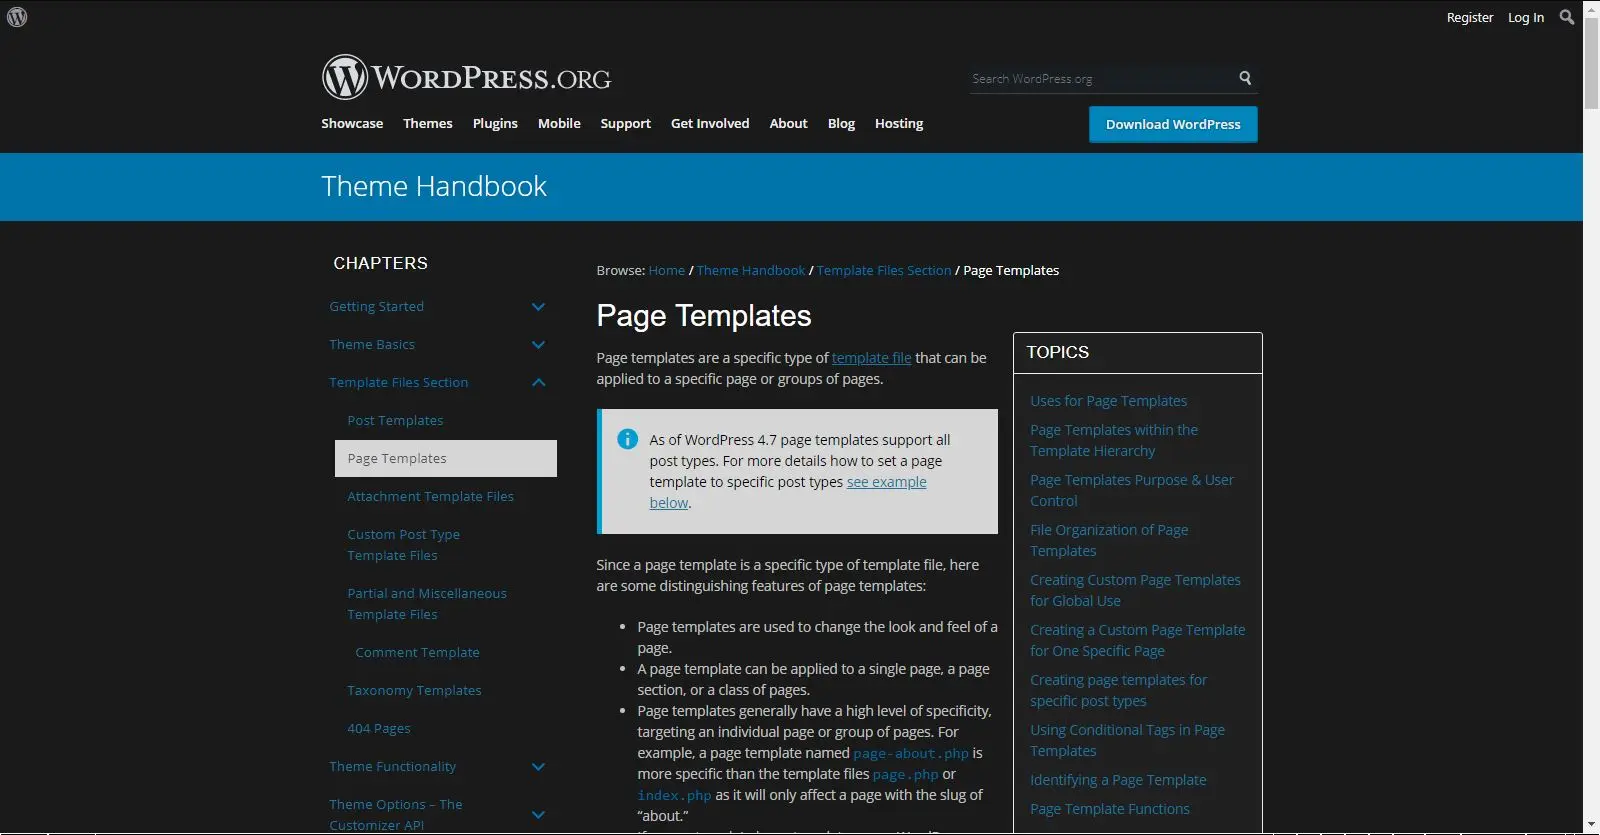 Register Log In
WORDPRESS.ORG
Search WordPress.org
Showcase Themes Plugins Mobile Support Get Involved About Blog Hosting
Download WordPress
Theme Handbook
CHAPTERS
Getting Started
Theme Basics
Template Files Section
Post Templates
Page Templates
Attachment Template Files
Custom Post Type
Template Files
Partial and Miscellaneous
Template Files
Comment Template
Taxonomy Templates
404 Pages
Theme Functionality
Theme Options – The
Customizer API
Browse: Home / Theme Handbook / Template Files Section / Page Templates
Page Templates
Page templates are a specific type of template file that can be
applied to a specific page or groups of pages.
As of WordPress 4.7 page templates support all
post types. For more details how to set a page
template to specific post types see example
below.
Since a page template is a specific type of template file, here
are some distinguishing features of page templates:
• Page templates are used to change the look and feel of a
page.
• A page template can be applied to a single page, a page
section, or a class of pages.
• Page templates generally have a high level of specificity,
targeting an individual page or group of pages. For
example, a page template named page-about.php is
more specific than the template files page.php or
index.php as it will only affect a page with the slug of
“about.”
TOPICS
Uses for Page Templates
Page Templates within the
Template Hierarchy
Page Templates Purpose & User
Control
File Organization of Page
Templates
Creating Custom Page Templates
for Global Use
Creating a Custom Page Template
for One Specific Page
Creating page templates for
specific post types
Using Conditional Tags in Page
Templates
Identifying a Page Template
Page Template Functions